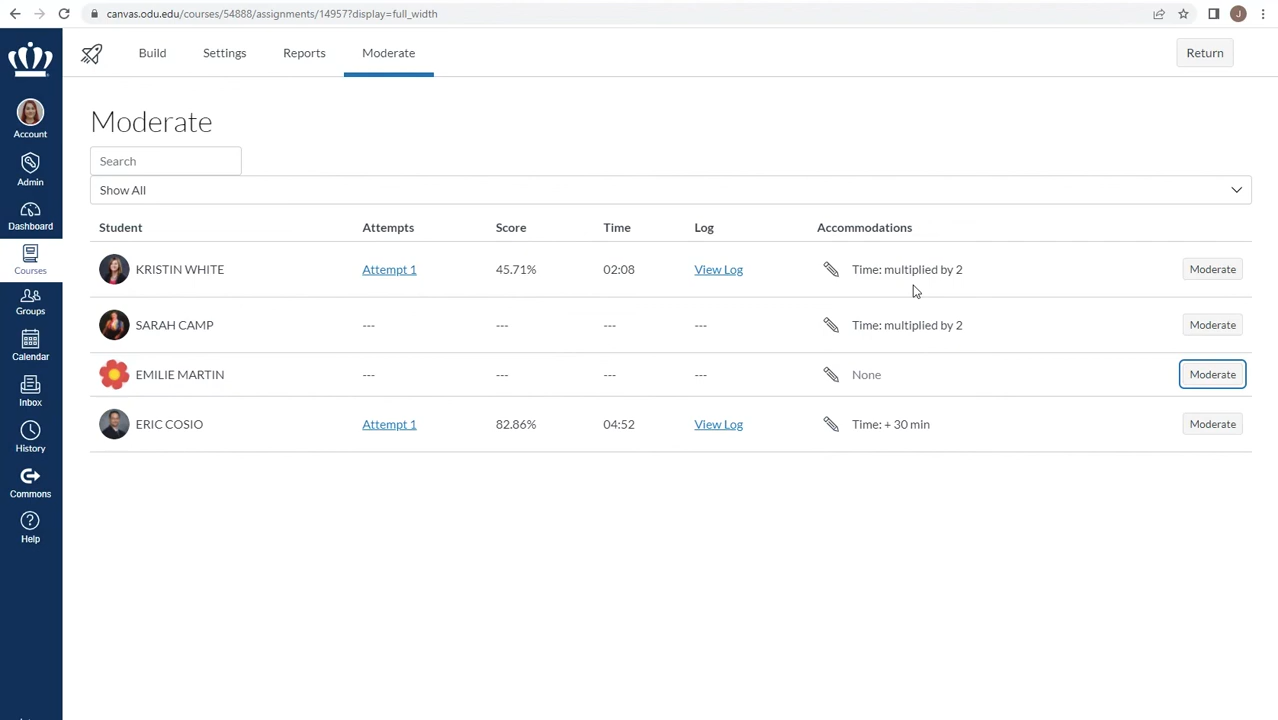 canvas.odu.edu/courses/54888/assignments/14957?display=full_width
J
Build Settings Reports Moderate Return
Account
Admin
Dashboard
Courses
Groups
Calendar
Inbox
History
Commons
Help
Moderate
Search
Show All
Student Attempts Score Time Log Accommodations
KRISTIN WHITE Attempt 1 45.71% 02:08 View Log Time: multiplied by 2 Moderate
SARAH CAMP --- --- --- --- Time: multiplied by 2 Moderate
EMILIE MARTIN --- --- --- --- None Moderate
ERIC COSIO Attempt 1 82.86% 04:52 View Log Time: + 30 min Moderate